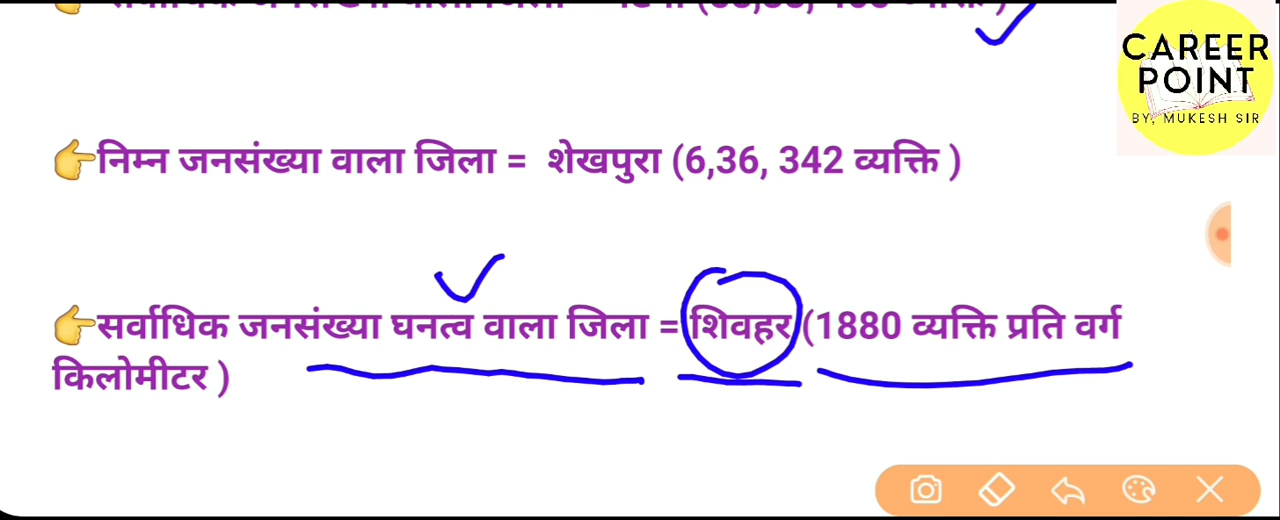 CAREER
POINT
BY, MUKESH SIR
👉निम्न जनसंख्या वाला जिला = शेखपुरा (6,36, 342 व्यक्ति )
👉सर्वाधिक जनसंख्या घनत्व वाला जिला = शिवहर (1880 व्यक्ति प्रति वर्ग
किलोमीटर )